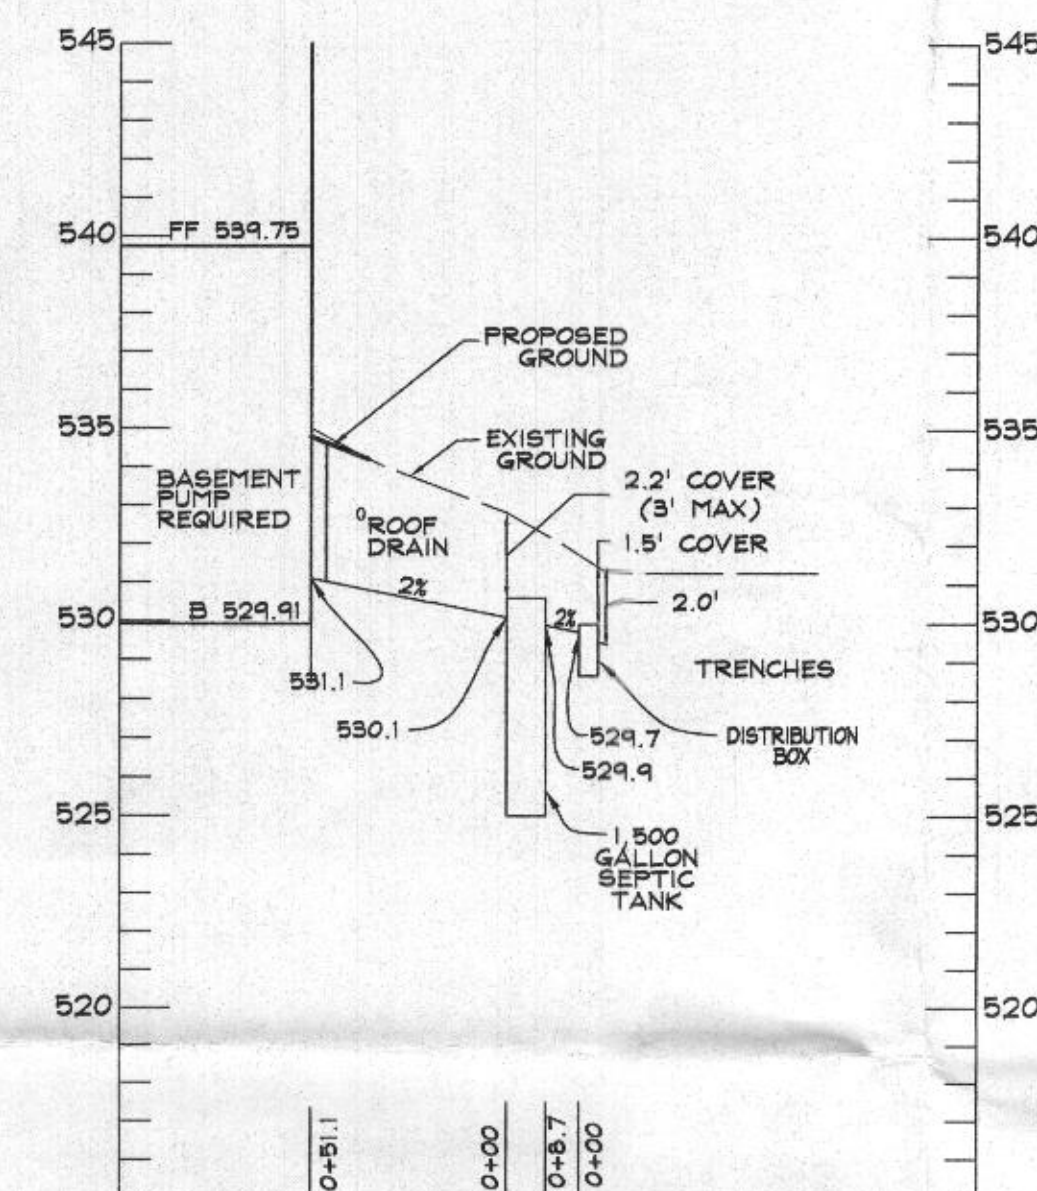 545
545
540
FF 539.75
540
PROPOSED
GROUND
535
535
EXISTING
GROUND
BASEMENT
PUMP
REQUIRED
2.2' COVER
(3' MAX)
ROOF
DRAIN
1.5' COVER
2%
530
B 529.91
2%
2.0'
530
TRENCHES
531.1
530.1
529.7
DISTRIBUTION
BOX
529.9
525
525
1,500
GALLON
SEPTIC
TANK
520
520
0+51.1
0+00
0+8.7
0+00